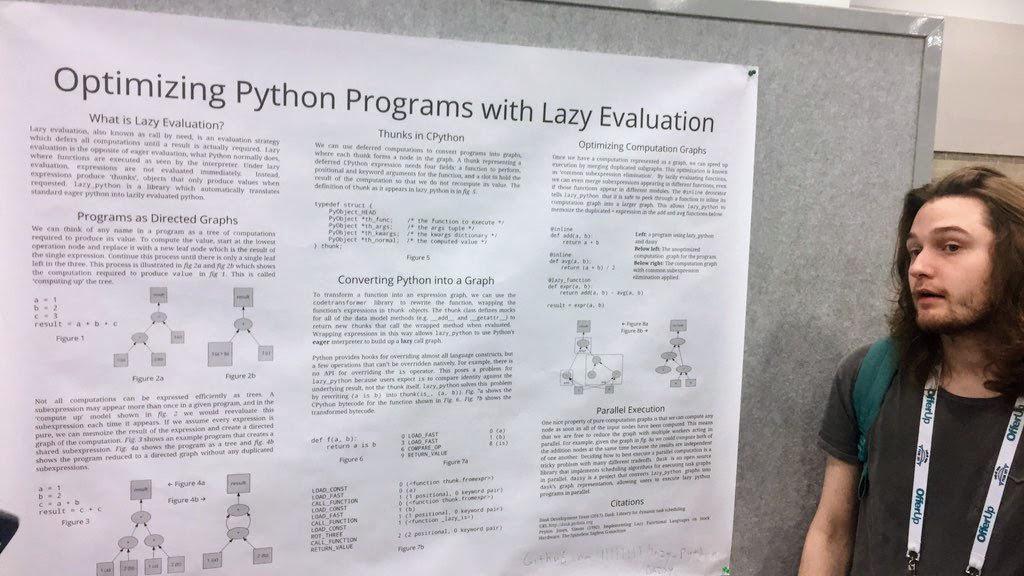 Optimizing Python Programs with Lazy Evaluation
What is Lazy Evaluation?
Lazy evaluation, also known as call by need, is an evaluation strategy
which defers all computations until a result is actually required. Lazy
evaluation is the opposite of eager evaluation, what Python normally does,
where functions are executed as seen by the interpreter. Under lazy
evaluation, expressions are not evaluated immediately. Instead,
expressions produce 'thunks', objects that only produce values when
requested. lazy_python is a library which automatically translates
standard eager python into lazily evaluated python.
Programs as Directed Graphs
We can think of any name in a program as a tree of computations
required to produce its value. To compute the value, start at the lowest
operation node and replace it with a new leaf node which is the result of
the single expression. Continue this process until there is only a single leaf
left in the three. This process is illustrated in fig 2a and fig 2b which shows
the computation required to produce value in fig 1. This is called
'computing up' the tree.
a = 1
b = 2
c = 3
result = a + b + c
Figure 1
result
Figure 2a
result
Figure 2b
Not all computations can be expressed efficiently as trees. A
subexpression may appear more than once in a given program, and in the
'compute up' model shown in Fig. 2 we would reevaluate this
subexpression each time it appears. If we assume every expression is
pure, we can memoize the result of the expression and create a directed
graph of the computation. Fig. 3 shows an example program that creates a
shared subexpression. Fig. 4a shows the program as a tree and fig. 4b
shows the program reduced to a directed graph without any duplicated
subexpressions.
a = 1
b = 2
c = a + b
result = c + c
Figure 3
result
← Figure 4a
Figure 4b →
result
Thunks in CPython
We can use deferred computations to convert programs into graphs,
where each thunk forms a node in the graph. A thunk representing a
deferred CPython expression needs four fields: a function to perform,
positional and keyword arguments for the function, and a slot to hold the
result of the computation so that we do not recompute its value. The
definition of thunk as it appears in lazy_python is in fig. 5.
typedef struct {
PyObject_HEAD
PyObject *th_func; /* the function to execute */
PyObject *th_args; /* the args tuple */
PyObject *th_kwargs; /* the kwargs dictionary */
PyObject *th_normal; /* the computed value */
} thunk;
Figure 5
Converting Python into a Graph
To transform a function into an expression graph, we can use the
codetransformer library to rewrite the function, wrapping the
function's expressions in thunk objects. The thunk class defines mocks
for all of the data model methods (e.g. __add__ and __getattr__) to
return new thunks that call the wrapped method when evaluated.
Wrapping expressions in this way allows lazy_python to use Python's
eager interpreter to build up a lazy call graph.
Python provides hooks for overriding almost all language constructs, but
a few operations that can't be overridden natively. For example, there is
no API for overriding the is operator. This poses a problem for
lazy_python because users expect is to compare identity against the
underlying result, not the thunk itself. lazy_python solves this problem
by rewriting (a is b) into thunk(is_, (a, b)). Fig. 7a shows the
CPython bytecode for the function shown in Fig. 6. Fig. 7b shows the
transformed bytecode.
def f(a, b):
return a is b
Figure 6
0 LOAD_FAST 0 (a)
3 LOAD_FAST 1 (b)
6 COMPARE_OP 8 (is)
9 RETURN_VALUE
Figure 7a
LOAD_CONST 0 (<function thunk.fromexpr>)
LOAD_FAST 0 (a)
CALL_FUNCTION 1 (1 positional, 0 keyword pair)
LOAD_CONST 0 (<function thunk.fromexpr>)
LOAD_FAST 1 (b)
CALL_FUNCTION 1 (1 positional, 0 keyword pair)
LOAD_CONST 1 (<function _lazy_is>)
ROT_THREE
CALL_FUNCTION 2 (2 positional, 0 keyword pair)
RETURN_VALUE
Figure 7b
Optimizing Computation Graphs
Once we have a computation represented as a graph, we can speed up
execution by merging duplicated subgraphs. This optimization is known
as 'common subexpression elimination'. By lazily evaluating functions,
we can even merge subexpressions appearing in different functions, even
if those functions appear in different modules. The @inline decorator
tells lazy_python that it is safe to push through a function to inline its
computation graph into a larger graph. This allows lazy_python to
memoize the duplicated + expression in the add and avg functions below.
@inline
def add(a, b):
return a + b
@inline
def avg(a, b):
return (a + b) / 2
@lazy_function
def expr(a, b):
return add(a, b) - avg(a, b)
result = expr(a, b)
Left: a program using lazy_python
and daisy
Below left: The unoptimized
computation graph for the program.
Below right: The computation graph
with common subexpression
elimination applied
← Figure 8a
Figure 8b →
Parallel Execution
One nice property of pure computation graphs is that we can compute any
node as soon as all of the input nodes have been computed. This means
that we are free to reduce the graph with multiple workers acting in
parallel. For example, given the graph in fig. 8a we could compute both of
the addition nodes at the same time because the results are independent
of one another. Deciding how to best execute a parallel computation is a
tricky problem with many different tradeoffs. Dask is an open source
library that implements scheduling algorithms for executing task graphs
in parallel. daisy is a project that converts lazy_python graphs into
dask's graph representation, allowing users to execute lazy python
programs in parallel.
Citations
Dask Development Team (2017). Dask: Library for dynamic task scheduling
URL http://dask.pydata.org
Peyton Jones, Simon (1992). Implementing Lazy Functional Languages on Stock
Hardware: The Spineless Tagless G-machine
OfferUp
OfferUp
OfferUp
OfferUp